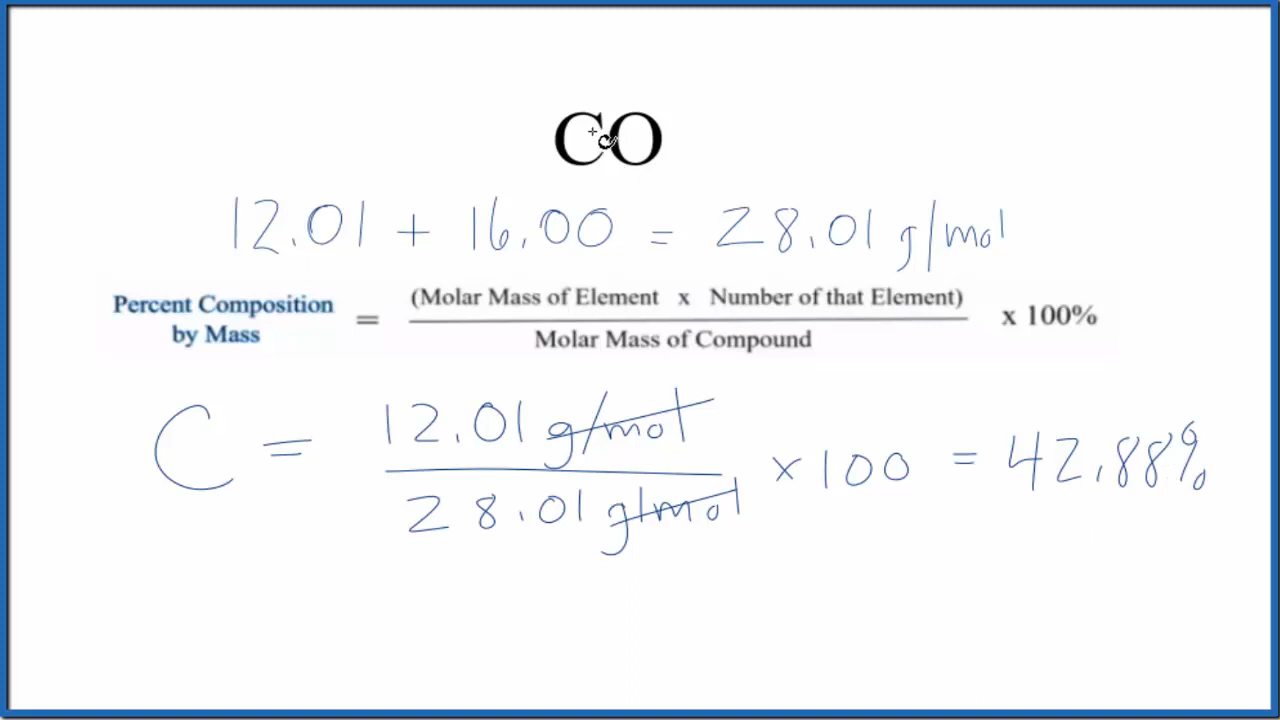 CO
12.01 + 16.00 = 28.01 g/mol
(Molar Mass of Element x Number of that Element)
Percent Composition by Mass = x 100%
Molar Mass of Compound
C = 12.01 g/mol
28.01 g/mol × 100 = 42.88%